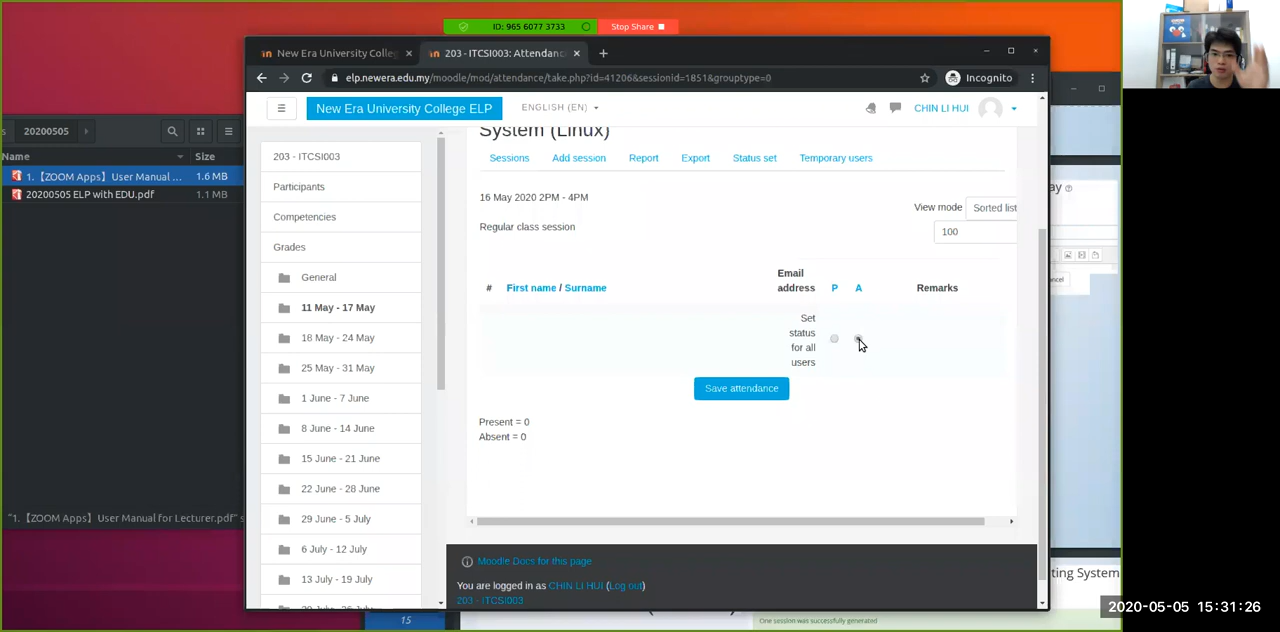 ID: 965 6077 3733
Stop Share
New Era University Colleg
203 - ITCSI003: Attendanc
elp.newera.edu.my/moodle/mod/attendance/take.php?id=41206&sessionid=1851&grouptype=0
Incognito
New Era University College ELP
ENGLISH (EN)
CHIN LI HUI
20200505
Name
Size
1.【ZOOM Apps】User Manual ...
1.6 MB
20200505 ELP with EDU.pdf
1.1 MB
"1.【ZOOM Apps】User Manual for Lecturer.pdf" s
203 - ITCSI003
Participants
Competencies
Grades
General
11 May - 17 May
18 May - 24 May
25 May - 31 May
1 June - 7 June
8 June - 14 June
15 June - 21 June
22 June - 28 June
29 June - 5 July
6 July - 12 July
13 July - 19 July
System (Linux)
Sessions
Add session
Report
Export
Status set
Temporary users
16 May 2020 2PM - 4PM
View mode
Sorted list
Regular class session
100
#
First name / Surname
Email address
P
A
Remarks
Set status for all users
Save attendance
Present = 0
Absent = 0
Moodle Docs for this page
You are logged in as CHIN LI HUI (Log out)
203 - ITCSI003
ay
ting System
15
One session was successfully generated
2020-05-05 15:31:26